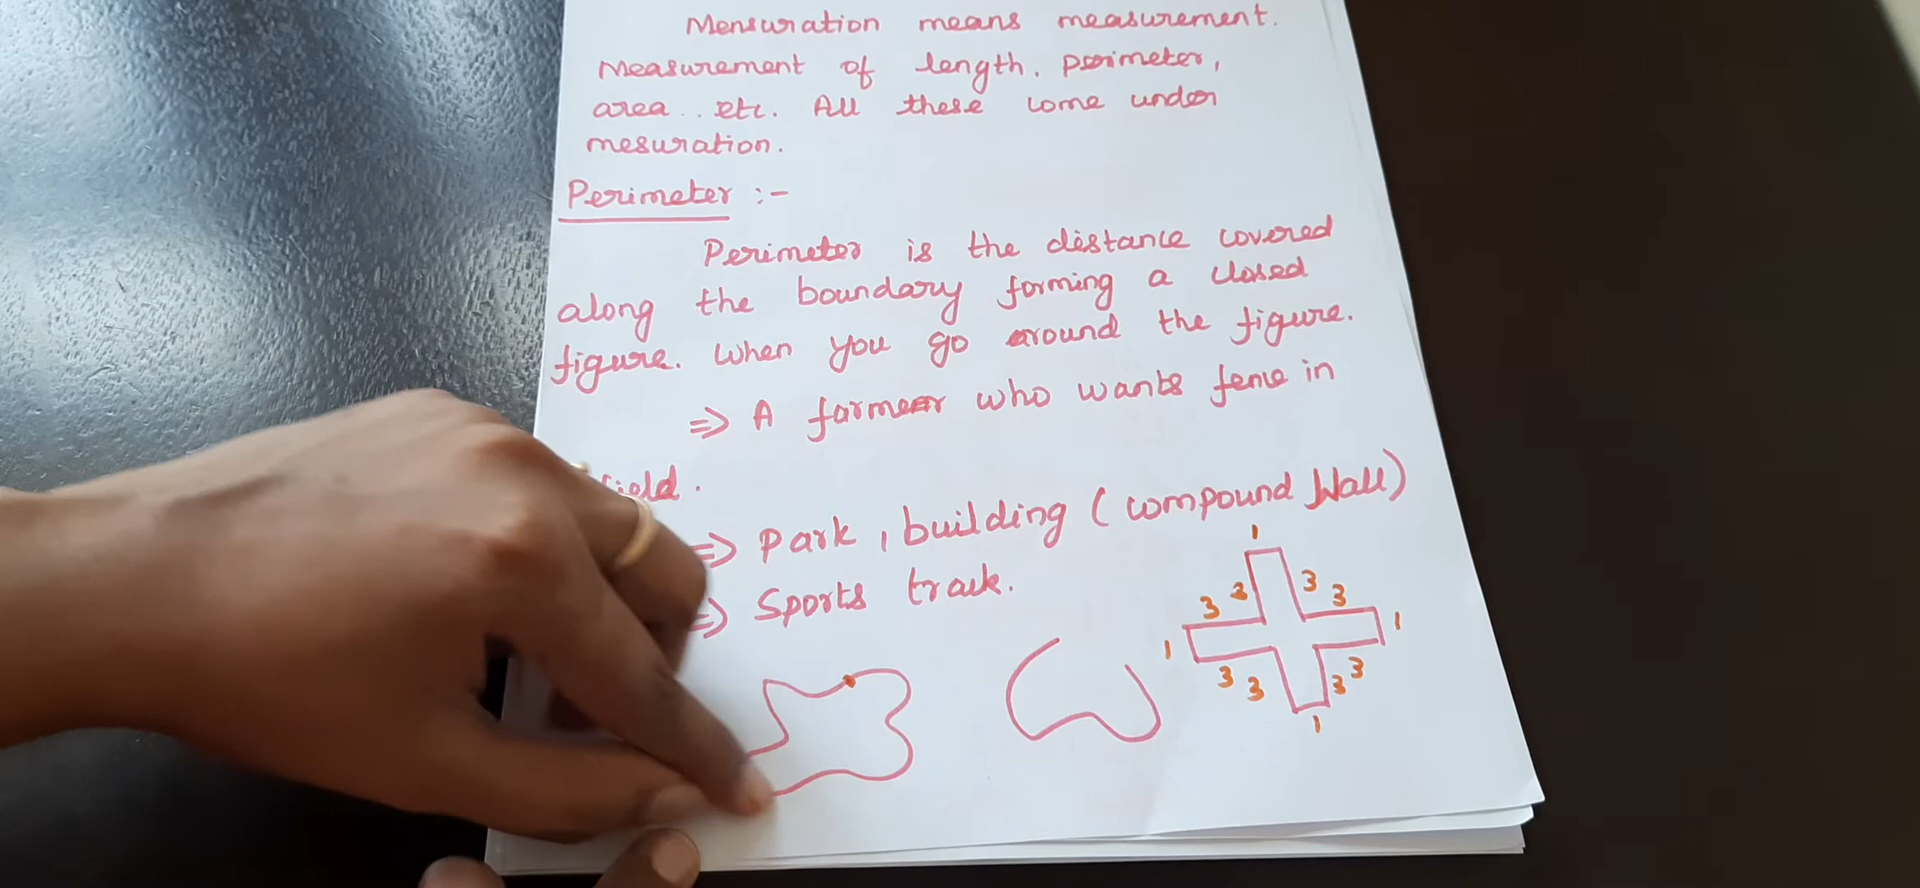 Mensuration means measurement.
Measurement of length. perimeter,
area .. etc. All these come under
mesuration.
Perimeter :-
Perimeter is the distance covered
along the boundary forming a closed
figure. When you go around the figure.
⇒ A farmer who wants fence in
field.
⇒ Park, building (compound Wall)
⇒ Sports track.
1
3 3 3 3
1 1
3 3 3 3
1